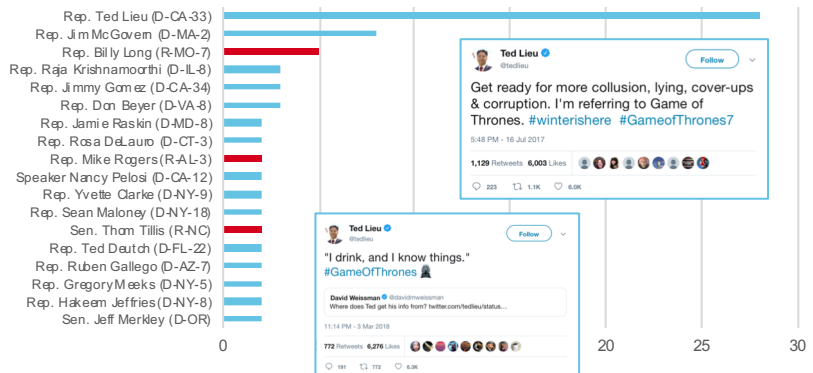 Rep. Ted Lieu (D-CA-33)
Rep. Jim McGovern (D-MA-2)
Rep. Billy Long (R-MO-7)
Rep. Raja Krishnamoorthi (D-IL-8)
Rep. Jimmy Gomez (D-CA-34)
Rep. Don Beyer (D-VA-8)
Rep. Jamie Raskin (D-MD-8)
Rep. Rosa DeLauro (D-CT-3)
Rep. Mike Rogers (R-AL-3)
Speaker Nancy Pelosi (D-CA-12)
Rep. Yvette Clarke (D-NY-9)
Rep. Sean Maloney (D-NY-18)
Sen. Thom Tillis (R-NC)
Rep. Ted Deutch (D-FL-22)
Rep. Ruben Gallego (D-AZ-7)
Rep. Gregory Meeks (D-NY-5)
Rep. Hakeem Jeffries (D-NY-8)
Sen. Jeff Merkley (D-OR)
0
20
25
30
Ted Lieu
@tedlieu
Follow
Get ready for more collusion, lying, cover-ups
& corruption. I'm referring to Game of
Thrones. #winterishere #GameofThrones7
5:48 PM - 16 Jul 2017
1,129 Retweets 6,003 Likes
223 1.1K 6.0K
Ted Lieu
@tedlieu
Follow
"I drink, and I know things."
#GameOfThrones
David Weissman @davidmweissman
Where does Ted get his info from? twitter.com/tedlieu/status...
11:14 PM - 3 Mar 2018
772 Retweets 6,276 Likes
191 772 6.3K